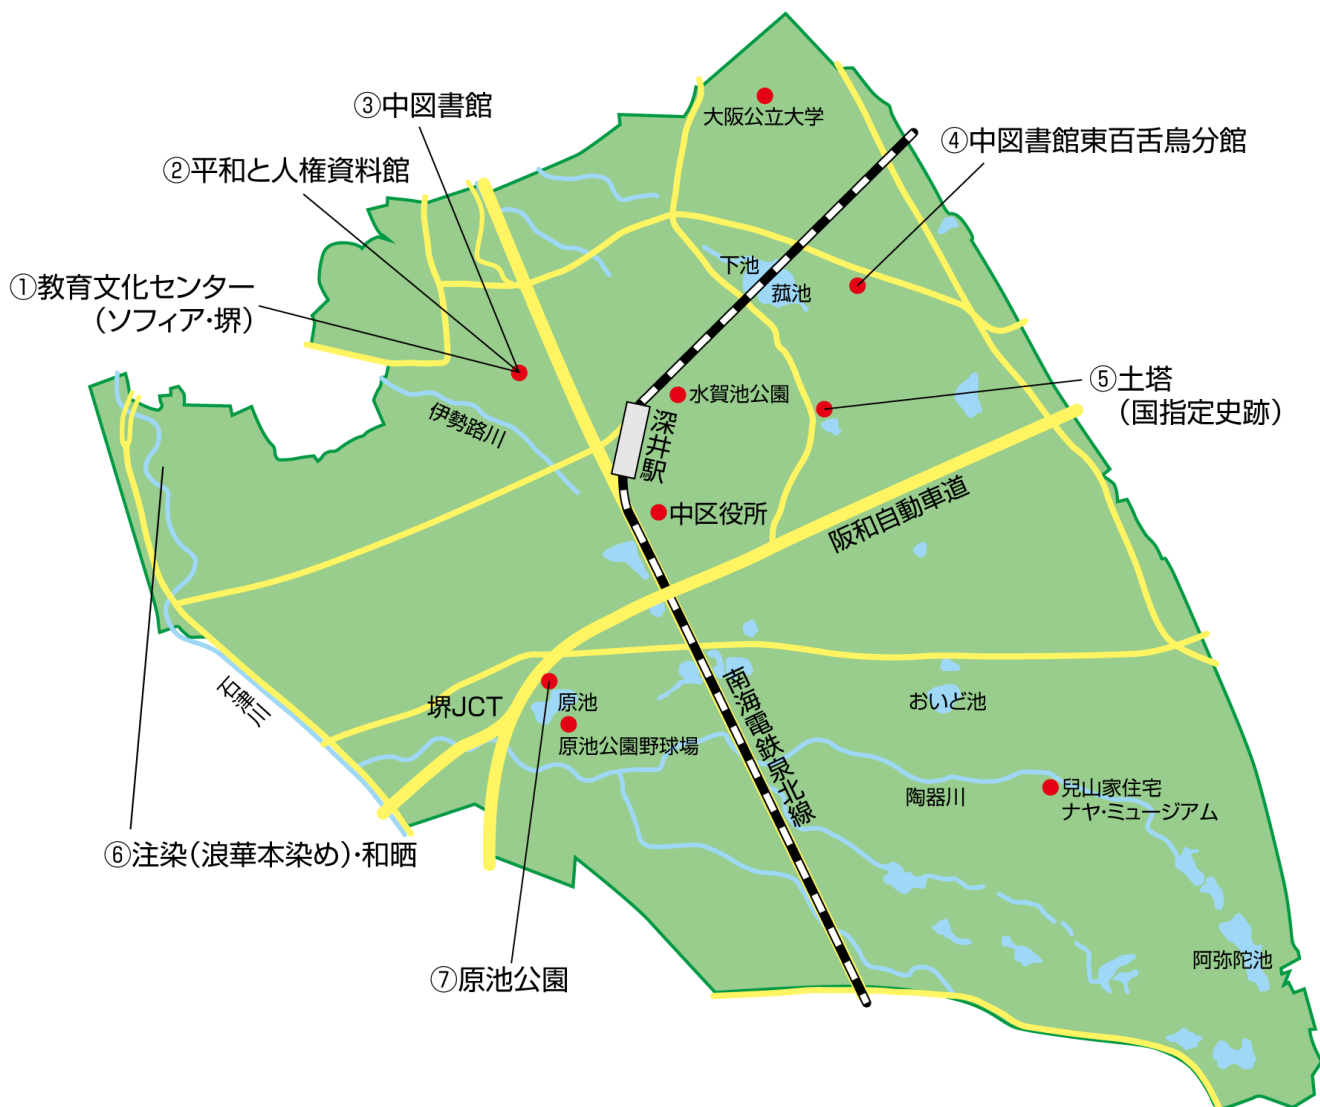 ③中図書館
大阪公立大学
④中図書館東百舌鳥分館
②平和と人権資料館
下池
菰池
①教育文化センター
（ソフィア・堺）
水賀池公園
⑤土塔
（国指定史跡）
伊勢路川
深井駅
中区役所
阪和自動車道
石津川
堺JCT
原池
原池公園野球場
南海電鉄泉北線
おいど池
陶器川
兒山家住宅
ナヤ・ミュージアム
⑥注染（浪華本染め）・和晒
⑦原池公園
阿弥陀池